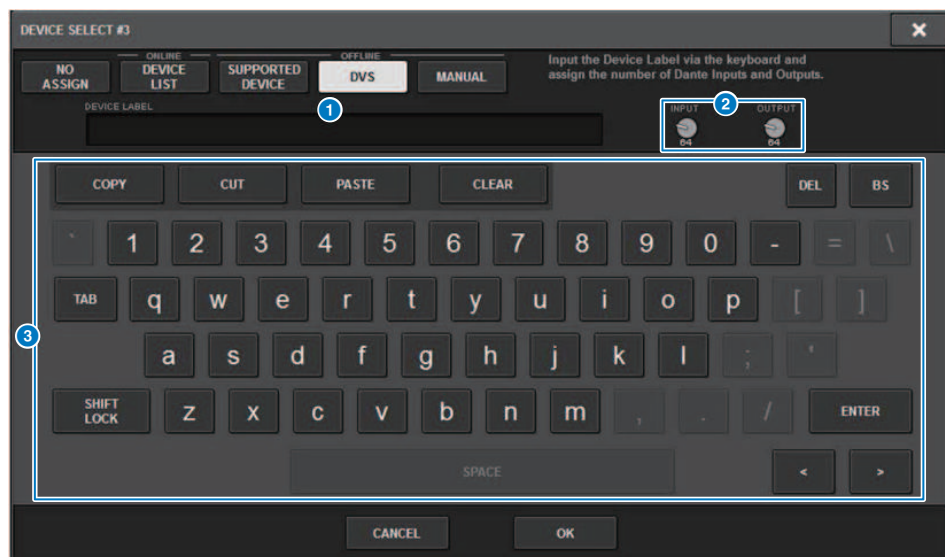 DEVICE SELECT #3
×
ONLINE OFFLINE
NO ASSIGN DEVICE LIST SUPPORTED DEVICE DVS MANUAL
Input the Device Label via the keyboard and
assign the number of Dante Inputs and Outputs.
1
DEVICE LABEL
INPUT 2 OUTPUT
64 64
3
COPY CUT PASTE CLEAR DEL BS
` 1 2 3 4 5 6 7 8 9 0 - = \
TAB q w e r t y u i o p [ ]
a s d f g h j k l ; '
SHIFT LOCK z x c v b n m , . / ENTER
SPACE < >
CANCEL OK